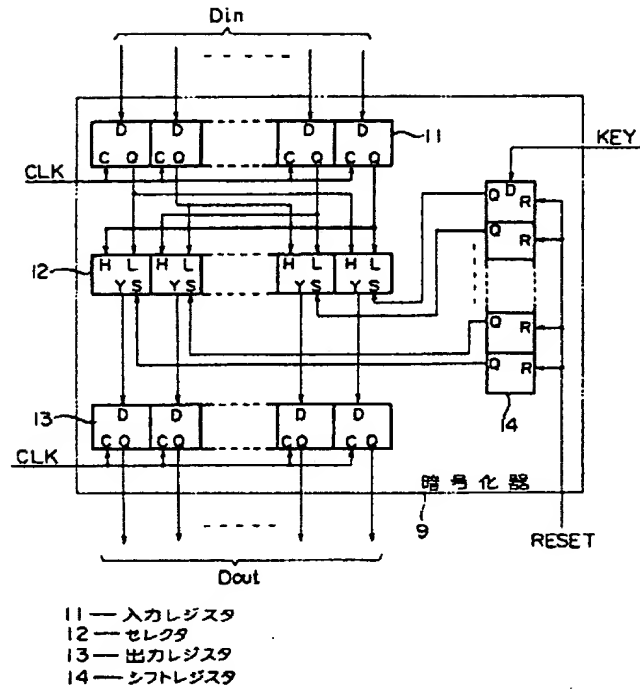 Din
D D D D
11
C Q C Q C Q C Q
KEY
CLK
Q D R
Q R
12
H L H L H L H L
Y S Y S Y S Y S
Q R
Q R
14
13
D D D D
C Q C Q C Q C Q
CLK
暗号化器
9
RESET
Dout
11 — 入力レジスタ
12 — セレクタ
13 — 出力レジスタ
14 — シフトレジスタ